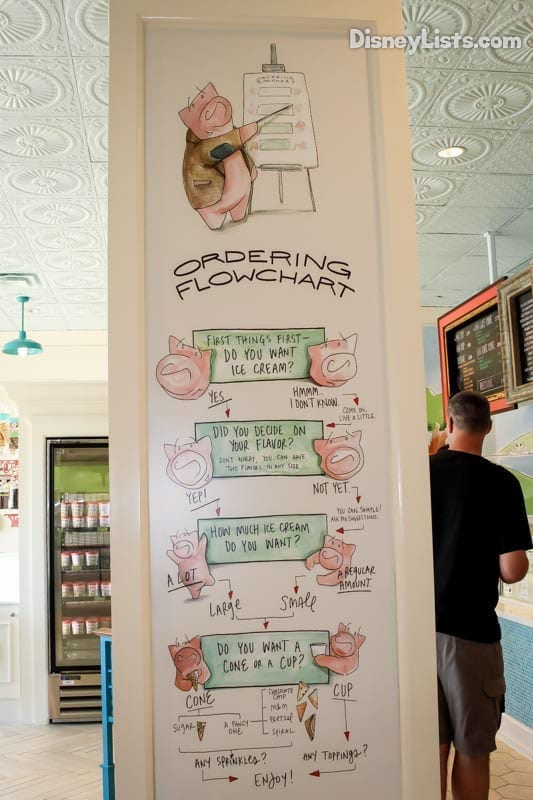 DisneyLists.com
ORDERING
FLOWCHART
ORDERING
FLOWCHART
FIRST THINGS FIRST—
DO YOU WANT
ICE CREAM?
YES
HMMM...
I DON'T KNOW.
COME ON,
LIVE A LITTLE.
DID YOU DECIDE ON
YOUR FLAVOR?
DON'T WORRY, YOU CAN HAVE
TWO FLAVORS IN ANY SIZE
YEP!
NOT YET.
YOU CAN SAMPLE!
ASK FOR SUGGESTIONS.
HOW MUCH ICE CREAM
DO YOU WANT?
A LOT.
A REGULAR
AMOUNT.
LARGE
SMALL
DO YOU WANT A
CONE OR A CUP?
CONE
CUP
SUGAR
A FANCY
ONE
CHOCOLATE
CHIP
M&M
PRETZEL
SPIRAL
ANY SPRINKLES?
ANY TOPPINGS?
ENJOY!